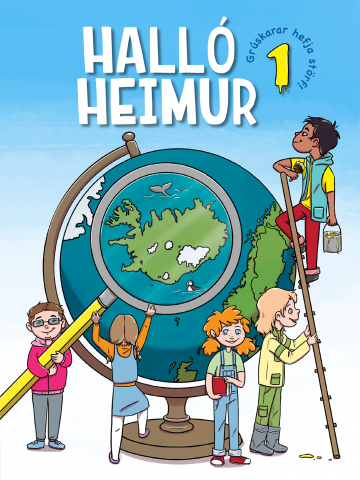 HALLÓ
HEIMUR
1
Grúskarar hefja störf!